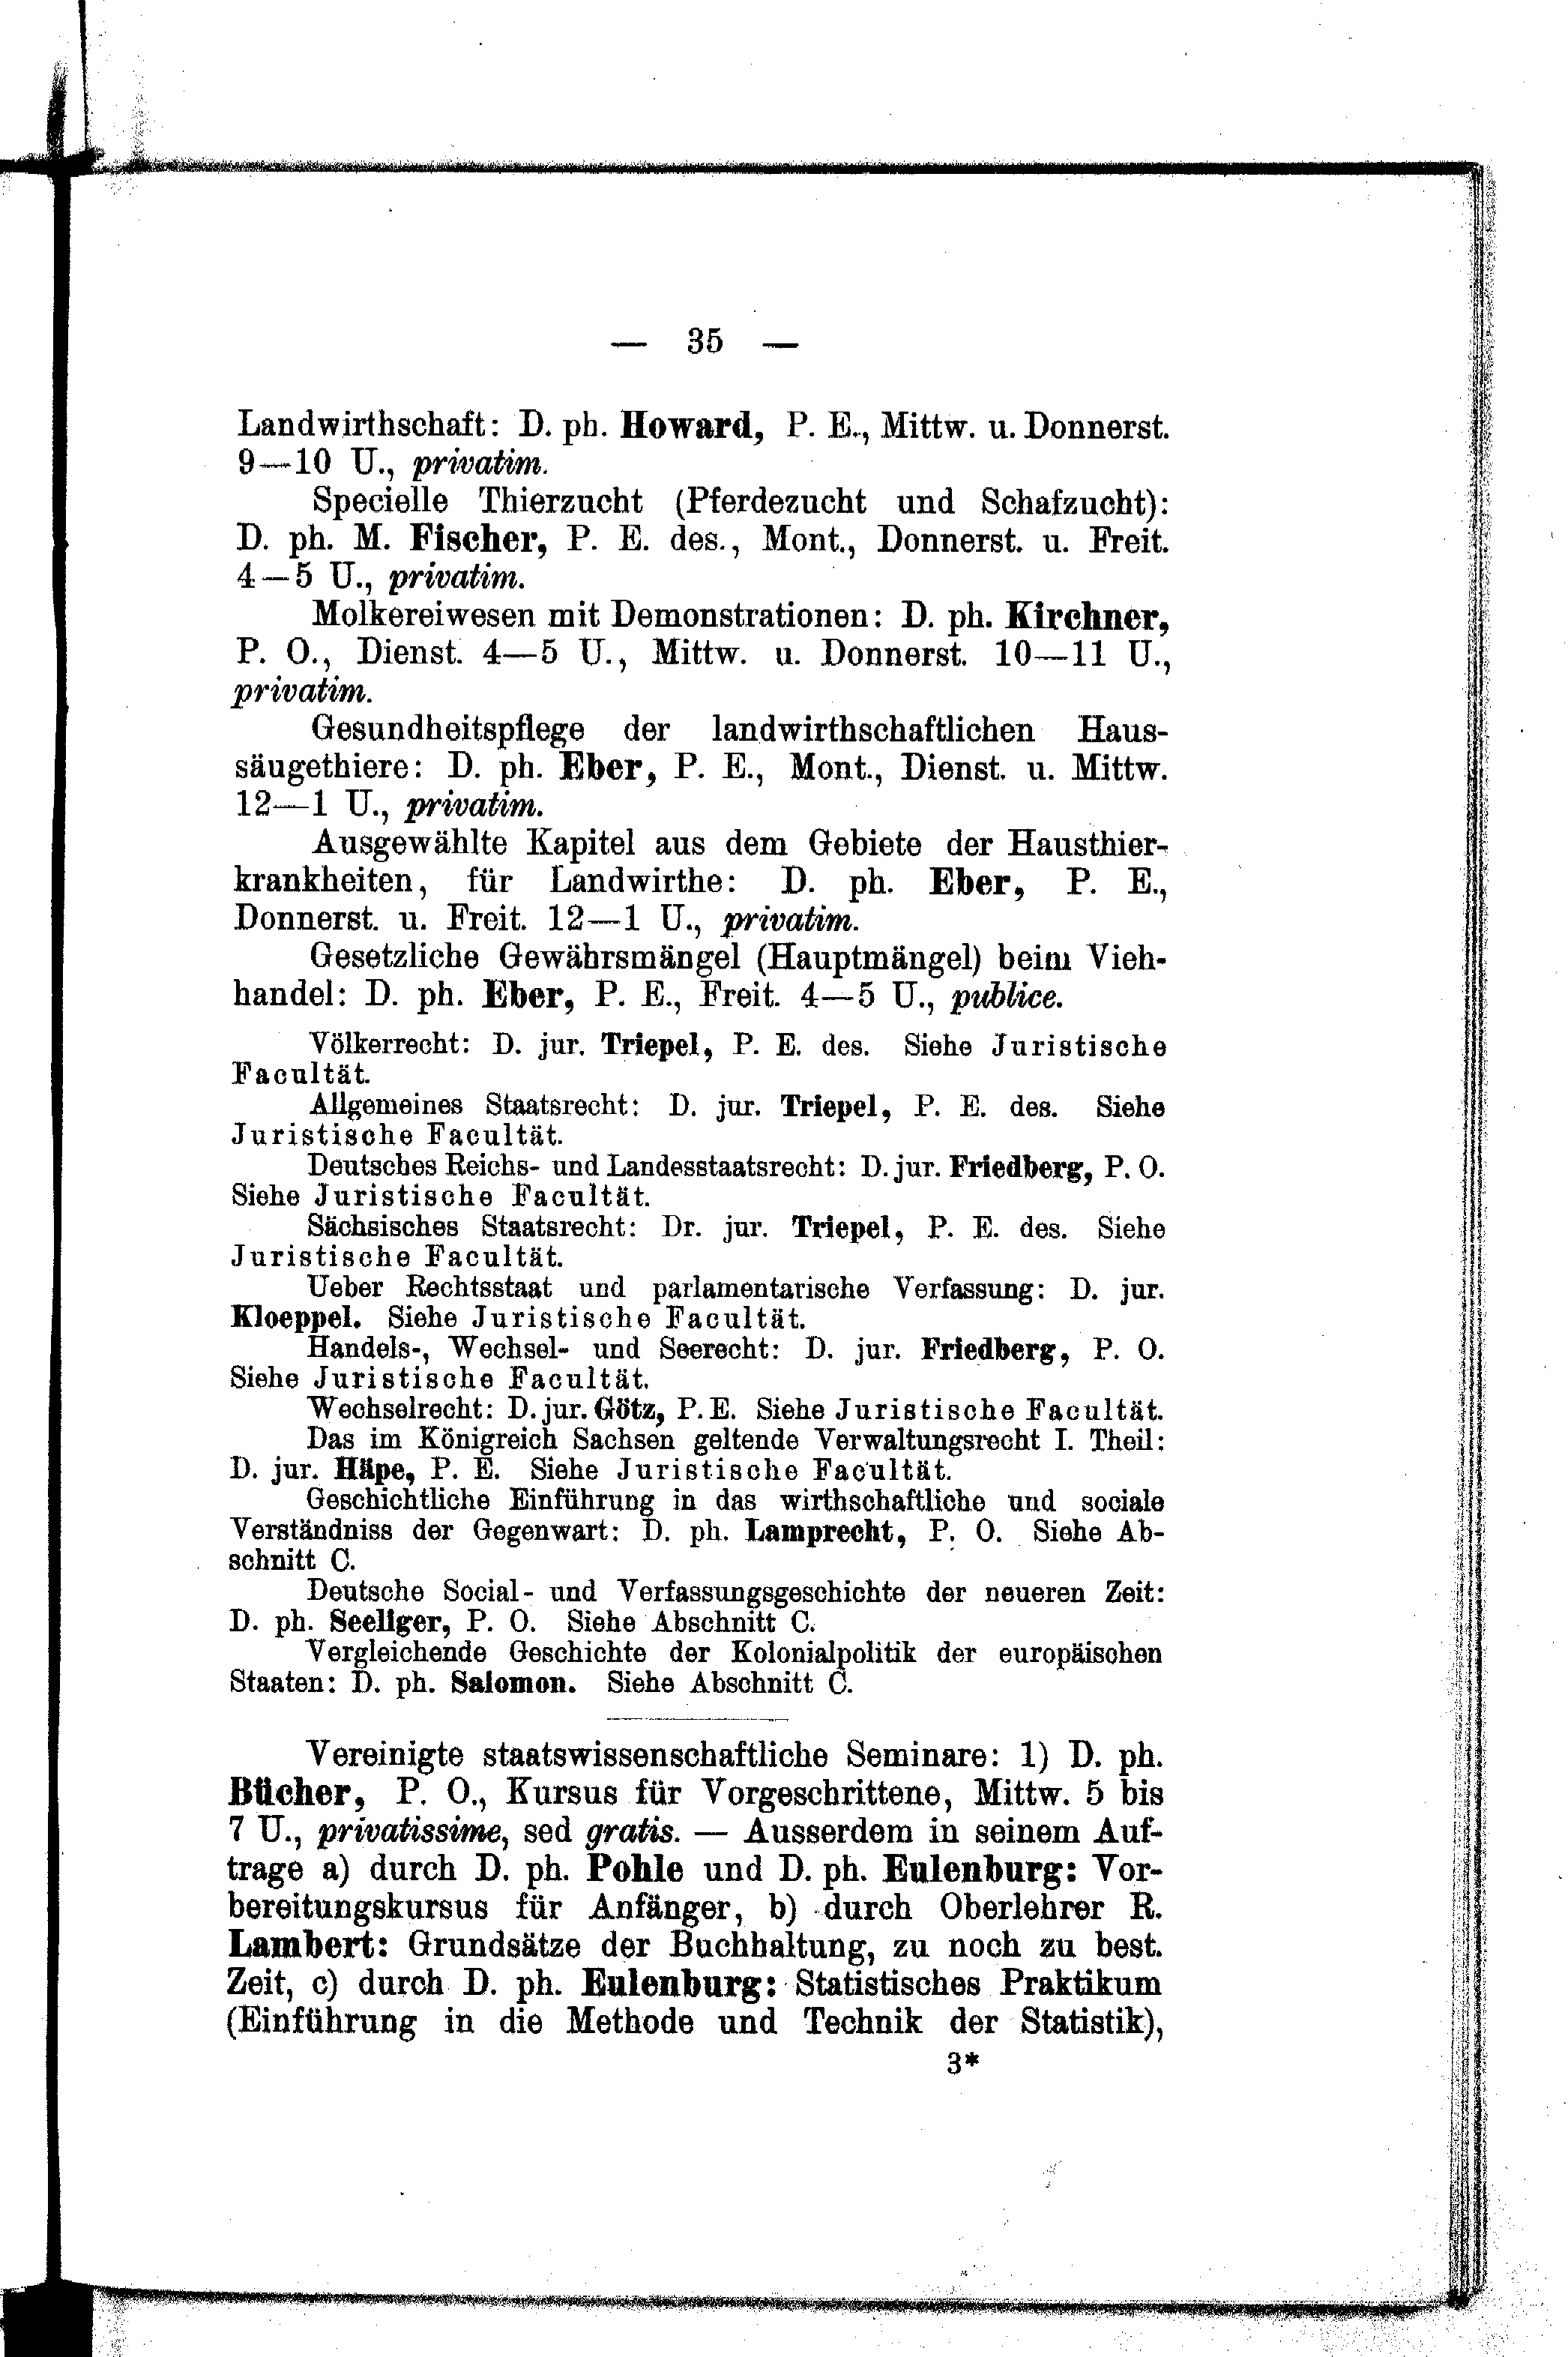 — 35 —
Landwirthschaft: D. ph. Howard, P. E., Mittw. u. Donnerst.
9—10 U., privatim.
Specielle Thierzucht (Pferdezucht und Schafzucht):
D. ph. M. Fischer, P. E. des., Mont., Donnerst. u. Freit.
4—5 U., privatim.
Molkereiwesen mit Demonstrationen: D. ph. Kirchner,
P. O., Dienst. 4—5 U., Mittw. u. Donnerst. 10—11 U.,
privatim.
Gesundheitspflege der landwirthschaftlichen Haus-
säugethiere: D. ph. Eber, P. E., Mont., Dienst. u. Mittw.
12—1 U., privatim.
Ausgewählte Kapitel aus dem Gebiete der Hausthier-
krankheiten, für Landwirthe: D. ph. Eber, P. E.,
Donnerst. u. Freit. 12—1 U., privatim.
Gesetzliche Gewährsmängel (Hauptmängel) beim Vieh-
handel: D. ph. Eber, P. E., Freit. 4—5 U., publice.
Völkerrecht: D. jur. Triepel, P. E. des. Siehe Juristische
Facultät.
Allgemeines Staatsrecht: D. jur. Triepel, P. E. des. Siehe
Juristische Facultät.
Deutsches Reichs- und Landesstaatsrecht: D. jur. Friedberg, P. O.
Siehe Juristische Facultät.
Sächsisches Staatsrecht: Dr. jur. Triepel, P. E. des. Siehe
Juristische Facultät.
Ueber Rechtsstaat und parlamentarische Verfassung: D. jur.
Kloeppel. Siehe Juristische Facultät.
Handels-, Wechsel- und Seerecht: D. jur. Friedberg, P. O.
Siehe Juristische Facultät.
Wechselrecht: D. jur. Götz, P. E. Siehe Juristische Facultät.
Das im Königreich Sachsen geltende Verwaltungsrecht I. Theil:
D. jur. Häpe, P. E. Siehe Juristische Facultät.
Geschichtliche Einführung in das wirthschaftliche und sociale
Verständniss der Gegenwart: D. ph. Lamprecht, P. O. Siehe Ab-
schnitt C.
Deutsche Social- und Verfassungsgeschichte der neueren Zeit:
D. ph. Seeliger, P. O. Siehe Abschnitt C.
Vergleichende Geschichte der Kolonialpolitik der europäischen
Staaten: D. ph. Salomon. Siehe Abschnitt C.
Vereinigte staatswissenschaftliche Seminare: 1) D. ph.
Bücher, P. O., Kursus für Vorgeschrittene, Mittw. 5 bis
7 U., privatissime, sed gratis. — Ausserdem in seinem Auf-
trage a) durch D. ph. Pohle und D. ph. Eulenburg: Vor-
bereitungskursus für Anfänger, b) durch Oberlehrer R.
Lambert: Grundsätze der Buchhaltung, zu noch zu best.
Zeit, c) durch D. ph. Eulenburg: Statistisches Praktikum
(Einführung in die Methode und Technik der Statistik),
3*